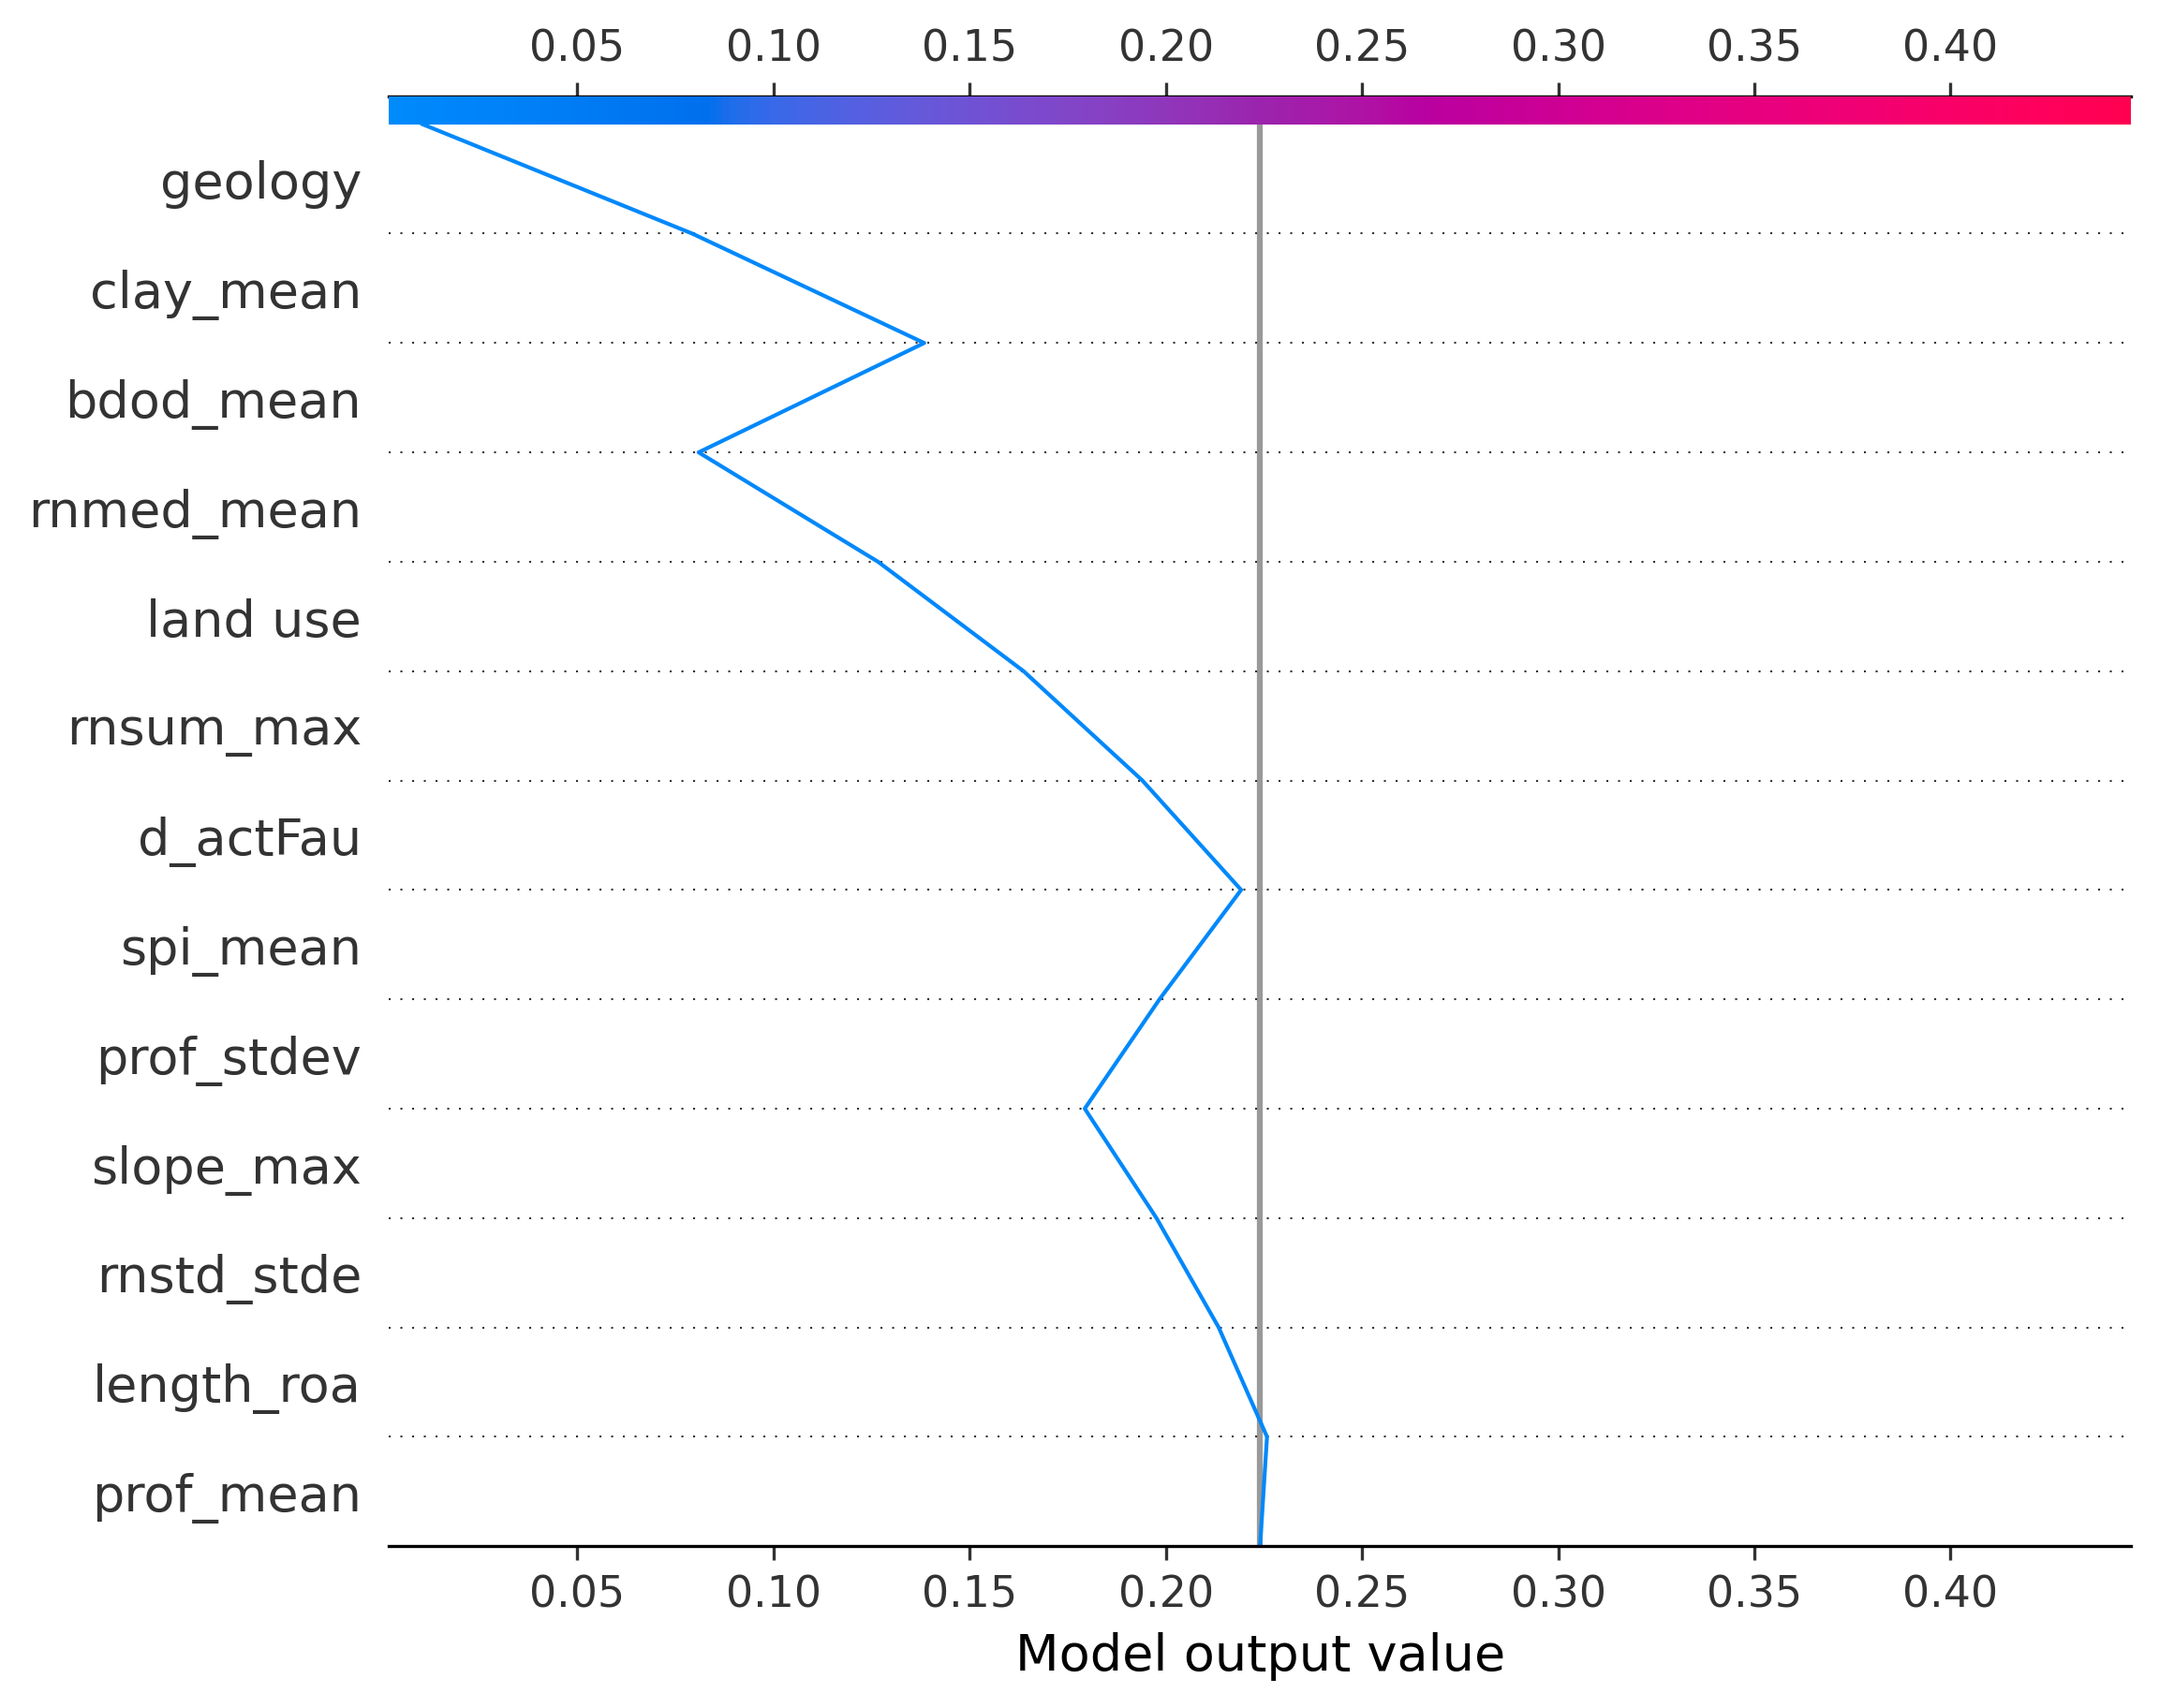 0.05 0.10 0.15 0.20 0.25 0.30 0.35 0.40
geology
clay_mean
bdod_mean
rnmed_mean
land use
rnsum_max
d_actFau
spi_mean
prof_stdev
slope_max
rnstd_stde
length_roa
prof_mean
0.05 0.10 0.15 0.20 0.25 0.30 0.35 0.40
Model output value